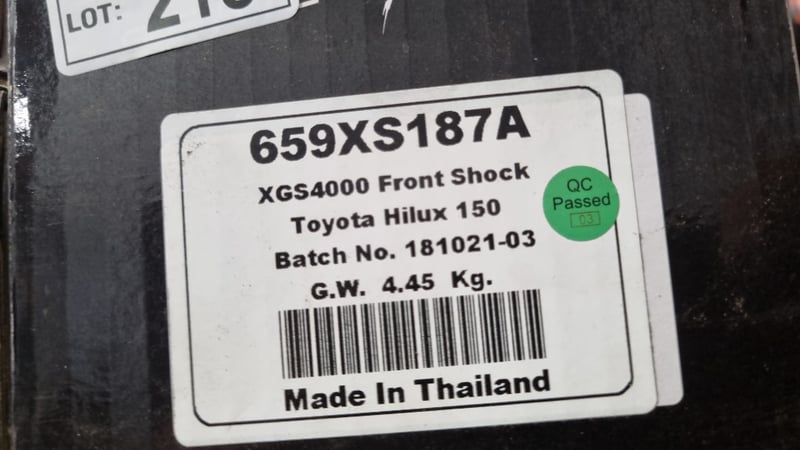 LOT:
659XS187A
XGS4000 Front Shock
Toyota Hilux 150
Batch No. 181021-03
G.W. 4.45 Kg.
Made In Thailand
QC
Passed
03